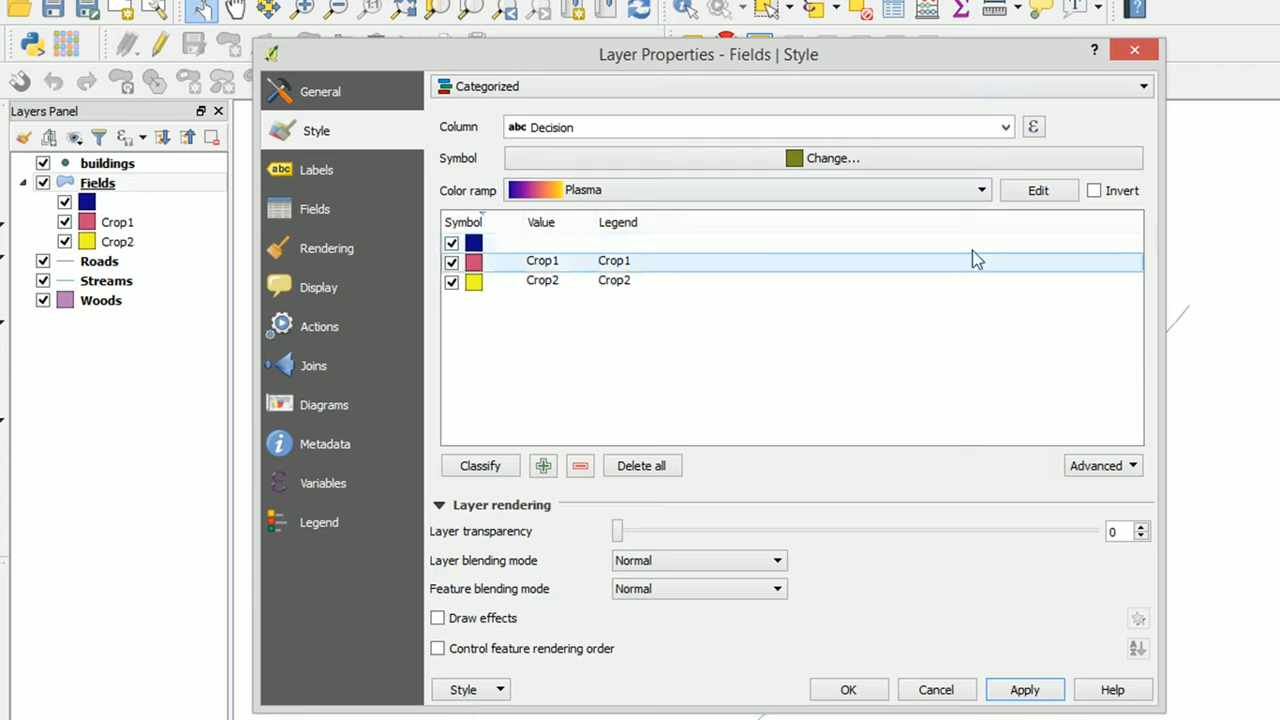 Layer Properties - Fields | Style
?
Layers Panel
buildings
Fields
Crop1
Crop2
Roads
Streams
Woods
General
Style
Labels
Fields
Rendering
Display
Actions
Joins
Diagrams
Metadata
Variables
Legend
Categorized
Column abc Decision ε
Symbol Change...
Color ramp Plasma Edit Invert
Symbol Value Legend
Crop1 Crop1
Crop2 Crop2
Classify Delete all Advanced
Layer rendering
Layer transparency 0
Layer blending mode Normal
Feature blending mode Normal
Draw effects
Control feature rendering order
Style OK Cancel Apply Help